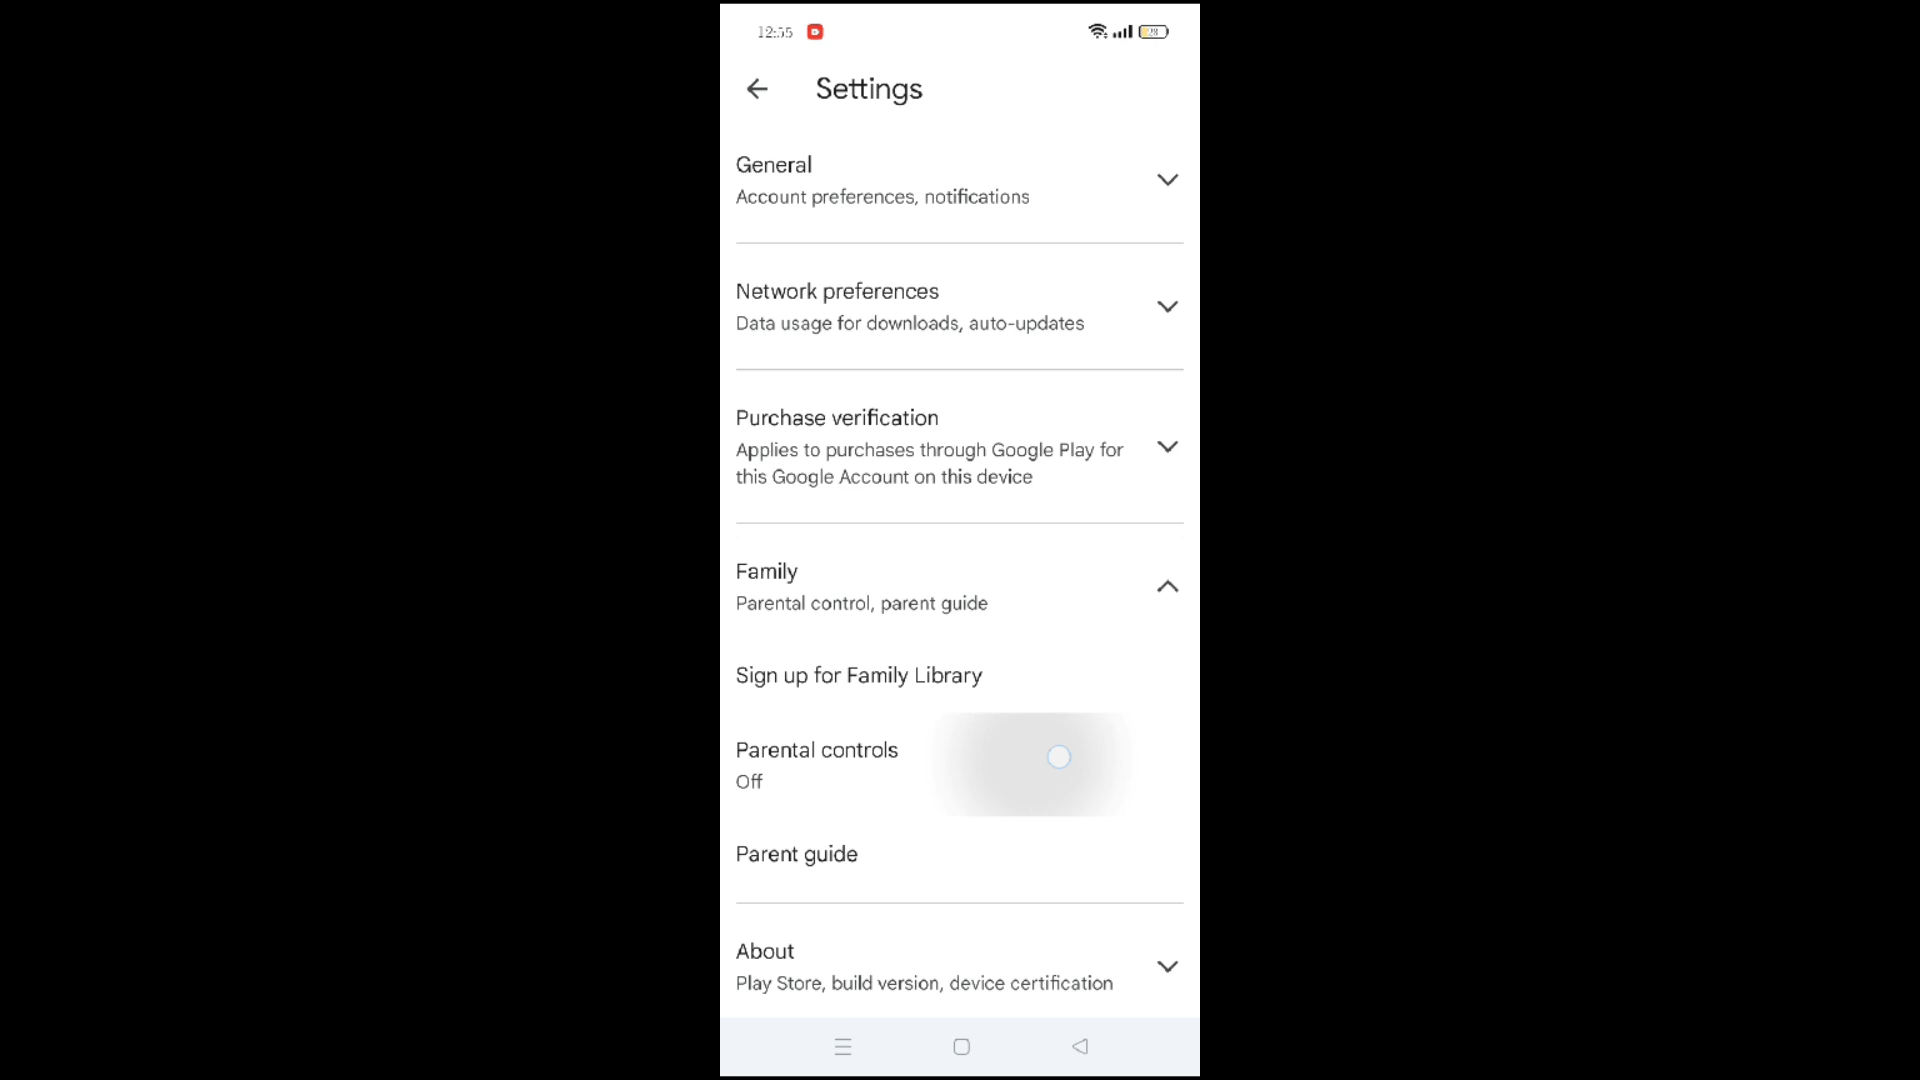 12:55
28
Settings
General
Account preferences, notifications
Network preferences
Data usage for downloads, auto-updates
Purchase verification
Applies to purchases through Google Play for
this Google Account on this device
Family
Parental control, parent guide
Sign up for Family Library
Parental controls
Off
Parent guide
About
Play Store, build version, device certification